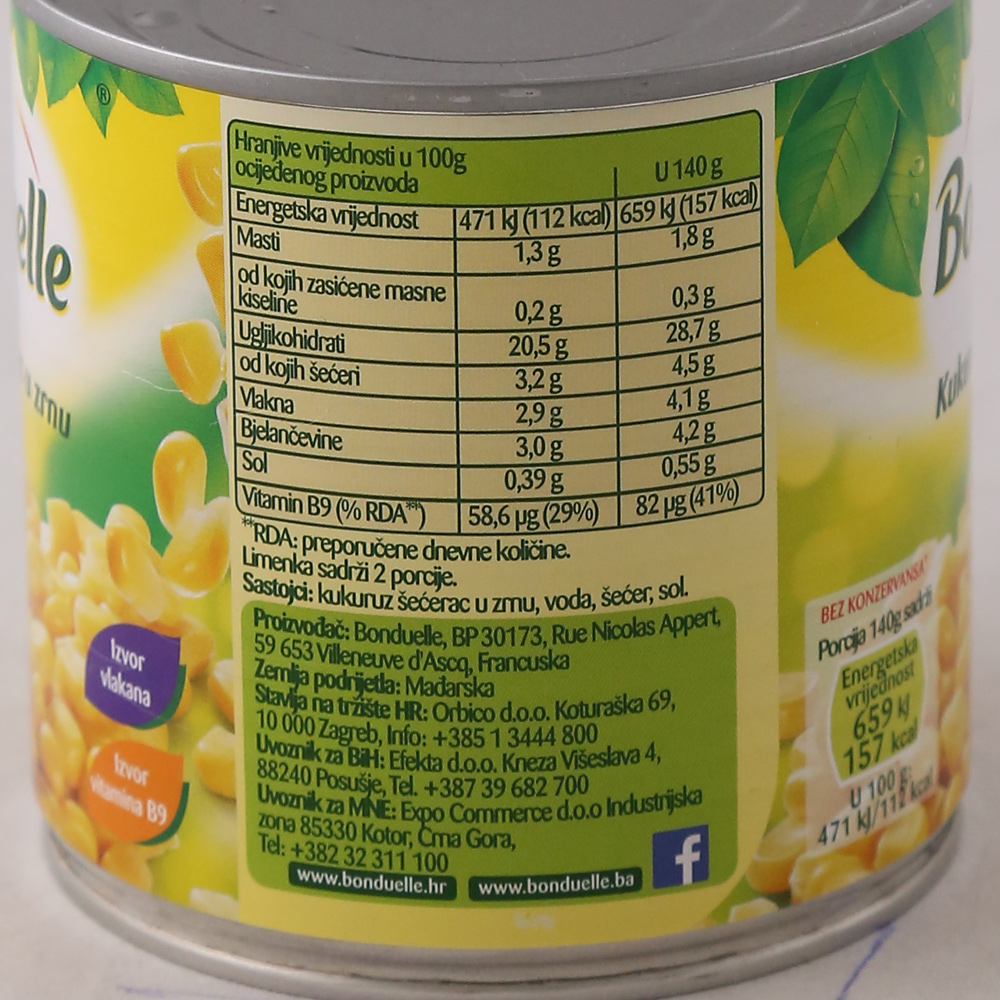 ®
elle
zrnu
Izvor
vlakana
Izvor
vitamina B9
Hranjive vrijednosti u 100g
ocijeđenog proizvoda
U 140 g
Energetska vrijednost 471 kJ (112 kcal) 659 kJ (157 kcal)
Masti 1,3 g 1,8 g
od kojih zasićene masne
kiseline 0,2 g 0,3 g
Ugljikohidrati 20,5 g 28,7 g
od kojih šećeri 3,2 g 4,5 g
Vlakna 2,9 g 4,1 g
Bjelančevine 3,0 g 4,2 g
Sol 0,39 g 0,55 g
Vitamin B9 (% RDA**) 58,6 µg (29%) 82 µg (41%)
**RDA: preporučene dnevne količine.
Limenka sadrži 2 porcije.
Sastojci: kukuruz šećerac u zrnu, voda, šećer, sol.
Proizvođač: Bonduelle, BP 30173, Rue Nicolas Appert,
59 653 Villeneuve d'Ascq, Francuska
Zemlja podrijetla: Mađarska
Stavlja na tržište HR: Orbico d.o.o. Koturaška 69,
10 000 Zagreb, Info: +385 1 3444 800
Uvoznik za BiH: Efekta d.o.o. Kneza Višeslava 4,
88240 Posušje, Tel. +387 39 682 700
Uvoznik za MNE: Expo Commerce d.o.o Industrijska
zona 85330 Kotor, Crna Gora,
Tel: +382 32 311 100
www.bonduelle.hr www.bonduelle.ba
f
Bo
Kuku
BEZ KONZERVANSA*
Porcija 140g sadrži
Energetska
vrijednost
659 kJ
157 kcal
U 100 g:
471 kJ/112 kcal